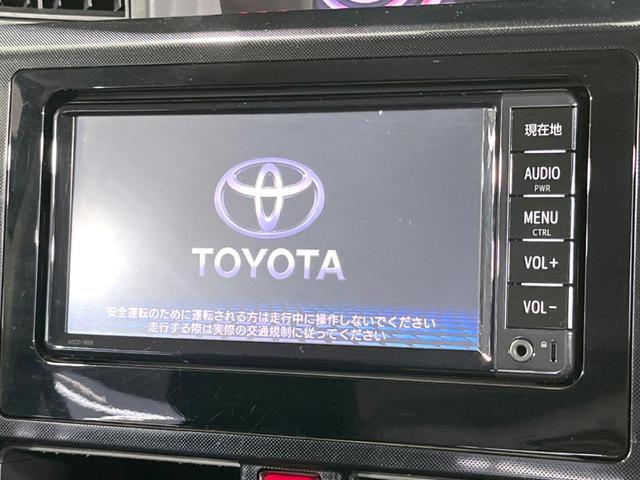 TOYOTA
安全運転のために運転される方は走行中に操作しないでください
走行する際は実際の交通規制に従ってください
現在地
AUDIO
PWR
MENU
CTRL
VOL+
VOL−